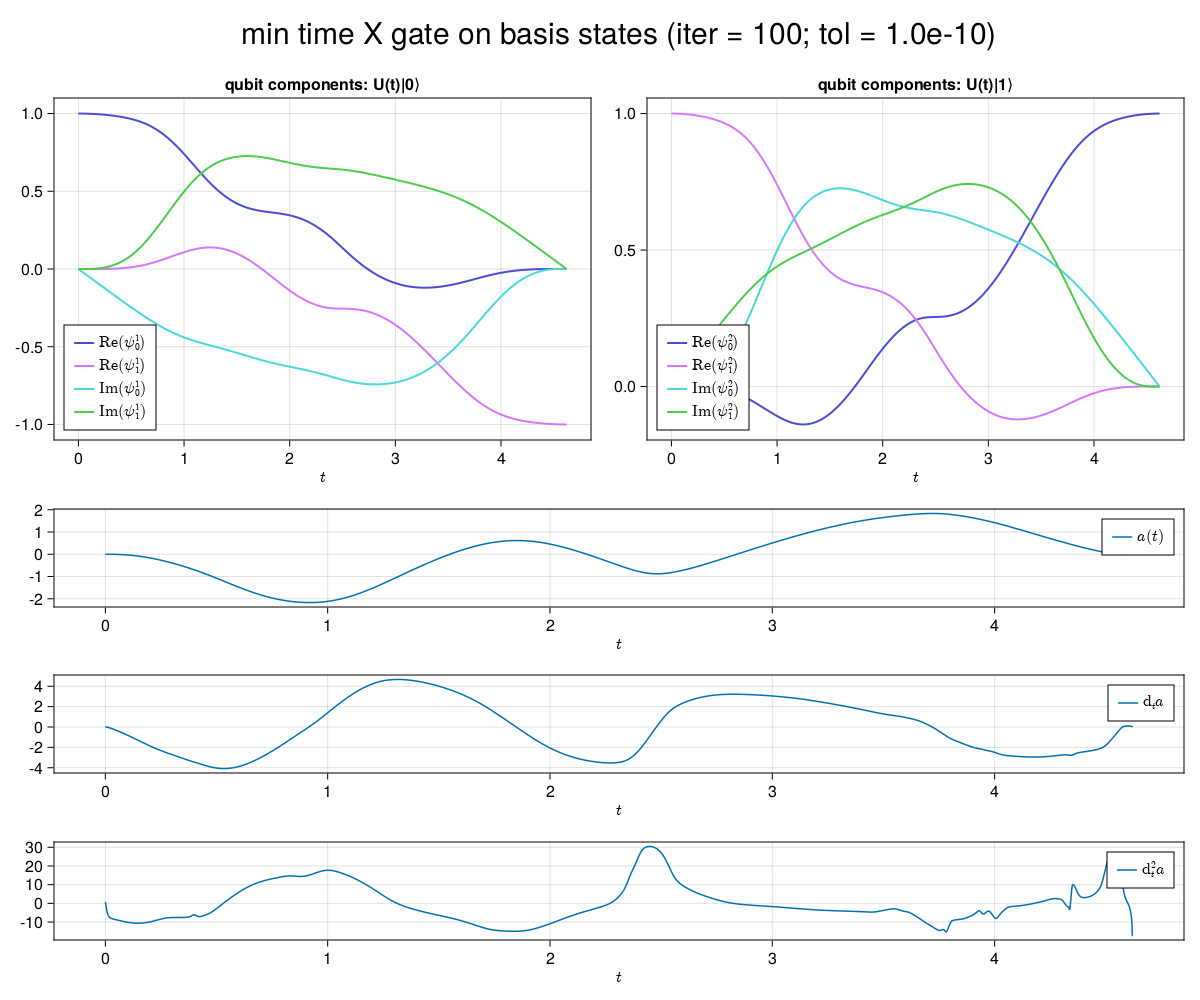 min time X gate on basis states (iter = 100; tol = 1.0e-10)
qubit components: U(t)|0⟩
qubit components: U(t)|1⟩
1.0
0.5
0.0
-0.5
-1.0
Re(ψ₀¹)
Re(ψ₁¹)
Im(ψ₀¹)
Im(ψ₁¹)
0 1 2 3 4
t
1.0
0.5
0.0
Re(ψ₀²)
Re(ψ₁²)
Im(ψ₀²)
Im(ψ₁²)
0 1 2 3 4
t
2
1
0
-1
-2
a(t)
0 1 2 3 4
t
4
2
0
-2
-4
dₜa
0 1 2 3 4
t
30
20
10
0
-10
dₜ²a
0 1 2 3 4
t